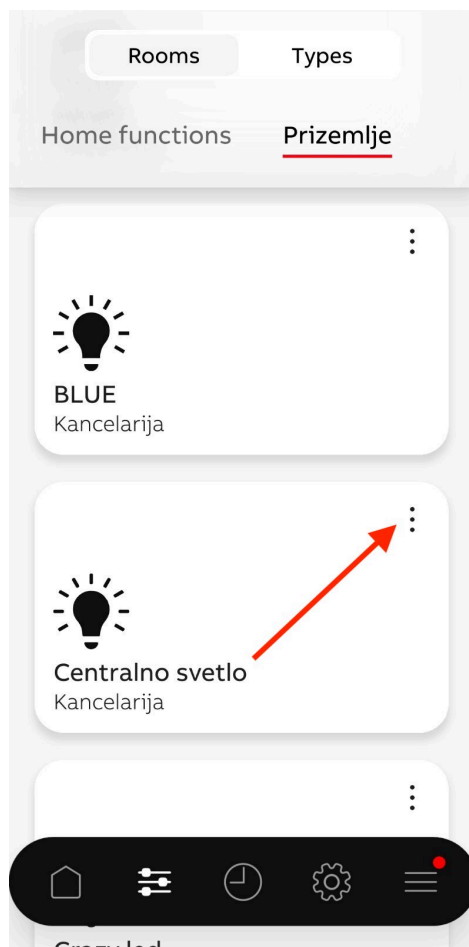 Rooms Types
Home functions Prizemlje
BLUE
Kancelarija
Centralno svetlo
Kancelarija